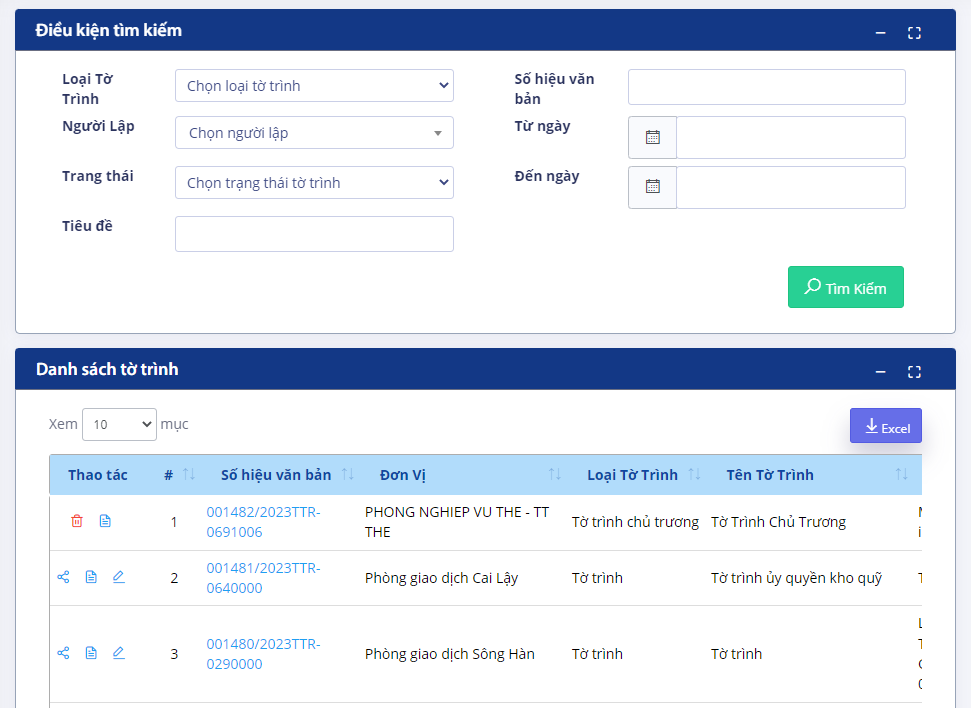 Điều kiện tìm kiếm
Loại Tờ Trình
Chọn loại tờ trình
Số hiệu văn bản
Người Lập
Chọn người lập
Từ ngày
Trang thái
Chọn trạng thái tờ trình
Đến ngày
Tiêu đề
Tìm Kiếm
Danh sách tờ trình
Xem 10 mục
Excel
Thao tác # Số hiệu văn bản Đơn Vị Loại Tờ Trình Tên Tờ Trình
1 001482/2023TTR-0691006 PHONG NGHIEP VU THE - TT THE Tờ trình chủ trương Tờ Trình Chủ Trương
2 001481/2023TTR-0640000 Phòng giao dịch Cai Lậy Tờ trình Tờ trình ủy quyền kho quỹ
3 001480/2023TTR-0290000 Phòng giao dịch Sông Hàn Tờ trình Tờ trình